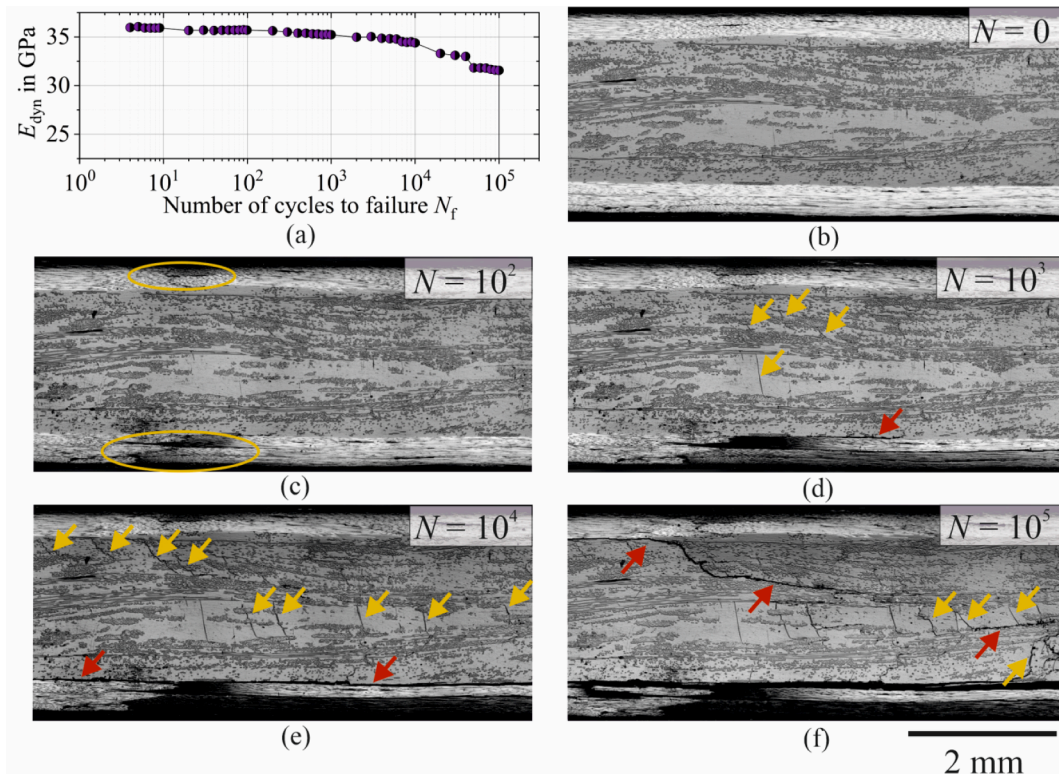 35
30
25
E_dyn in GPa
10^0 10^1 10^2 10^3 10^4 10^5
Number of cycles to failure N_f
(a)
N = 0
(b)
N = 10^2
(c)
N = 10^3
(d)
N = 10^4
(e)
N = 10^5
(f)
2 mm